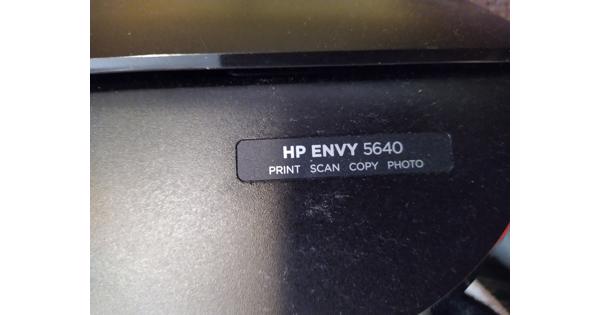 HP ENVY 5640
PRINT SCAN COPY PHOTO